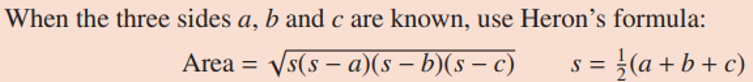 When the three sides a, b and c are known, use Heron’s formula:
Area = √s(s − a)(s − b)(s − c) s = ½(a + b + c)